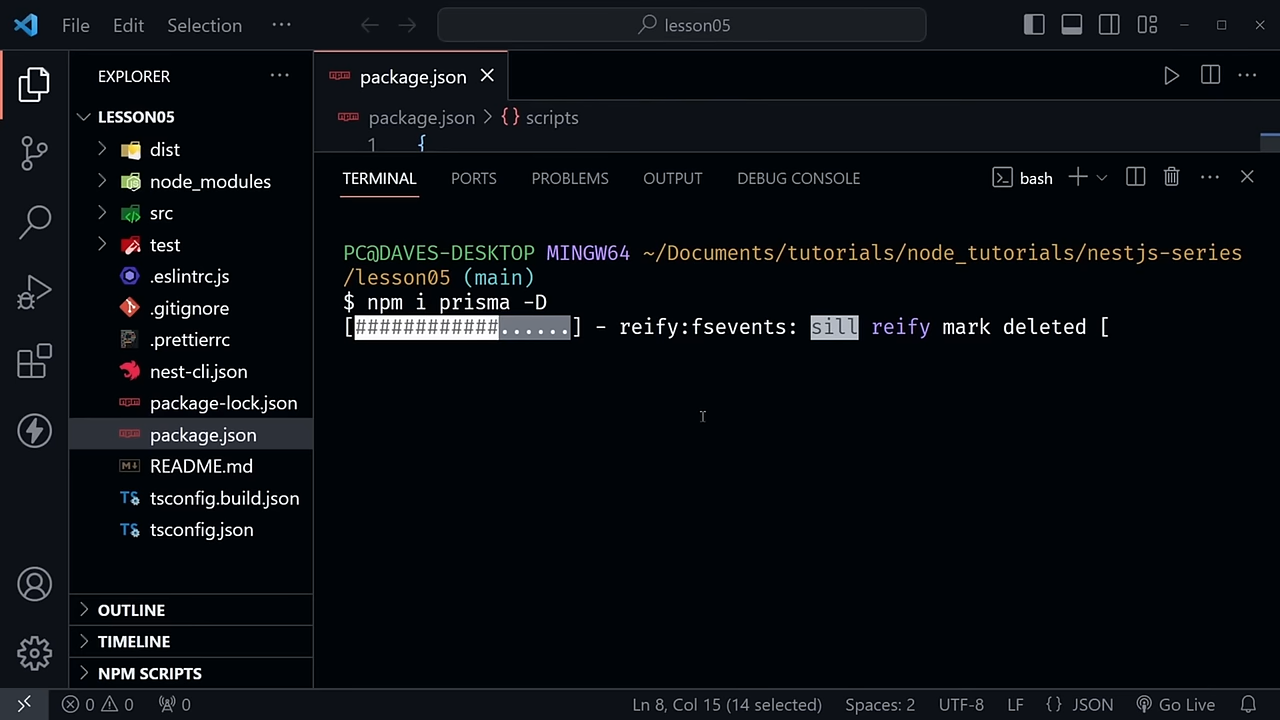 File Edit Selection ···
lesson05
EXPLORER ···
LESSON05
dist
node_modules
src
test
.eslintrc.js
.gitignore
.prettierrc
nest-cli.json
package-lock.json
package.json
README.md
tsconfig.build.json
tsconfig.json
OUTLINE
TIMELINE
NPM SCRIPTS
package.json
package.json > {} scripts
1 {
TERMINAL PORTS PROBLEMS OUTPUT DEBUG CONSOLE bash
PC@DAVES-DESKTOP MINGW64 ~/Documents/tutorials/node_tutorials/nestjs-series
/lesson05 (main)
$ npm i prisma -D
[############......] - reify:fsevents: sill reify mark deleted [
0 0 0 Ln 8, Col 15 (14 selected) Spaces: 2 UTF-8 LF {} JSON Go Live